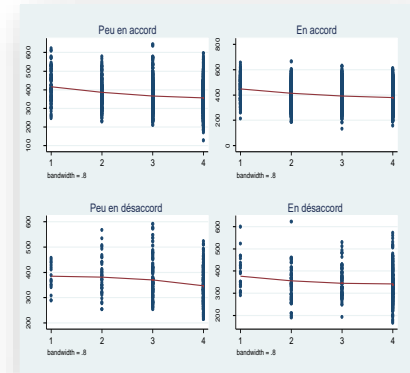 Peu en accord
En accord
600
500
400
300
200
100
1 2 3 4
bandwidth = .8
800
600
400
200
0
1 2 3 4
bandwidth = .8
Peu en désaccord
En désaccord
600
500
400
300
200
1 2 3 4
bandwidth = .8
600
500
400
300
200
1 2 3 4
bandwidth = .8